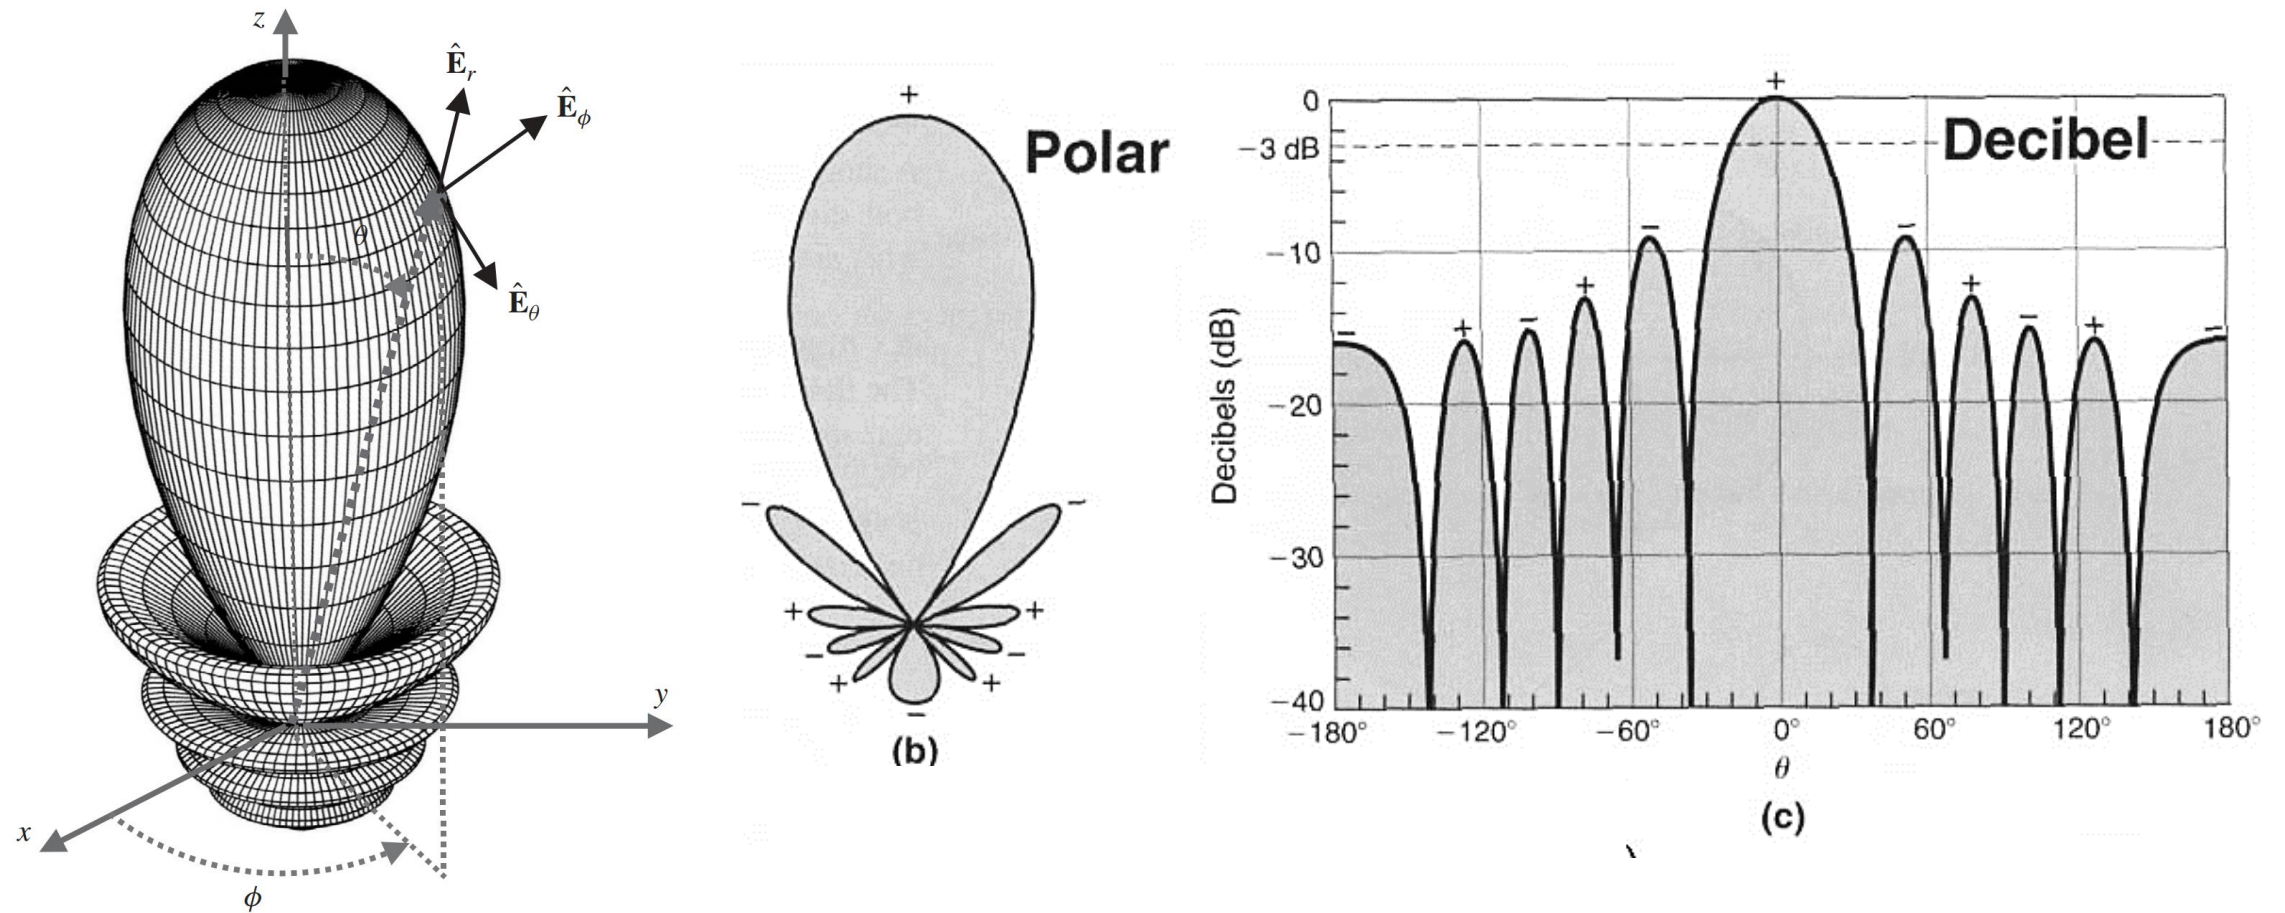 z
Ê_r
Ê_ϕ
θ
Ê_θ
y
x
ϕ
+
Polar
−
−
+
+
−
−
+
+
−
(b)
+
0
−3 dB
Decibel
−
−
−10
+
+
−
+
−
−
+
−
Decibels (dB)
−20
−30
−40
−180°
−120°
−60°
0°
60°
120°
180°
θ
(c)